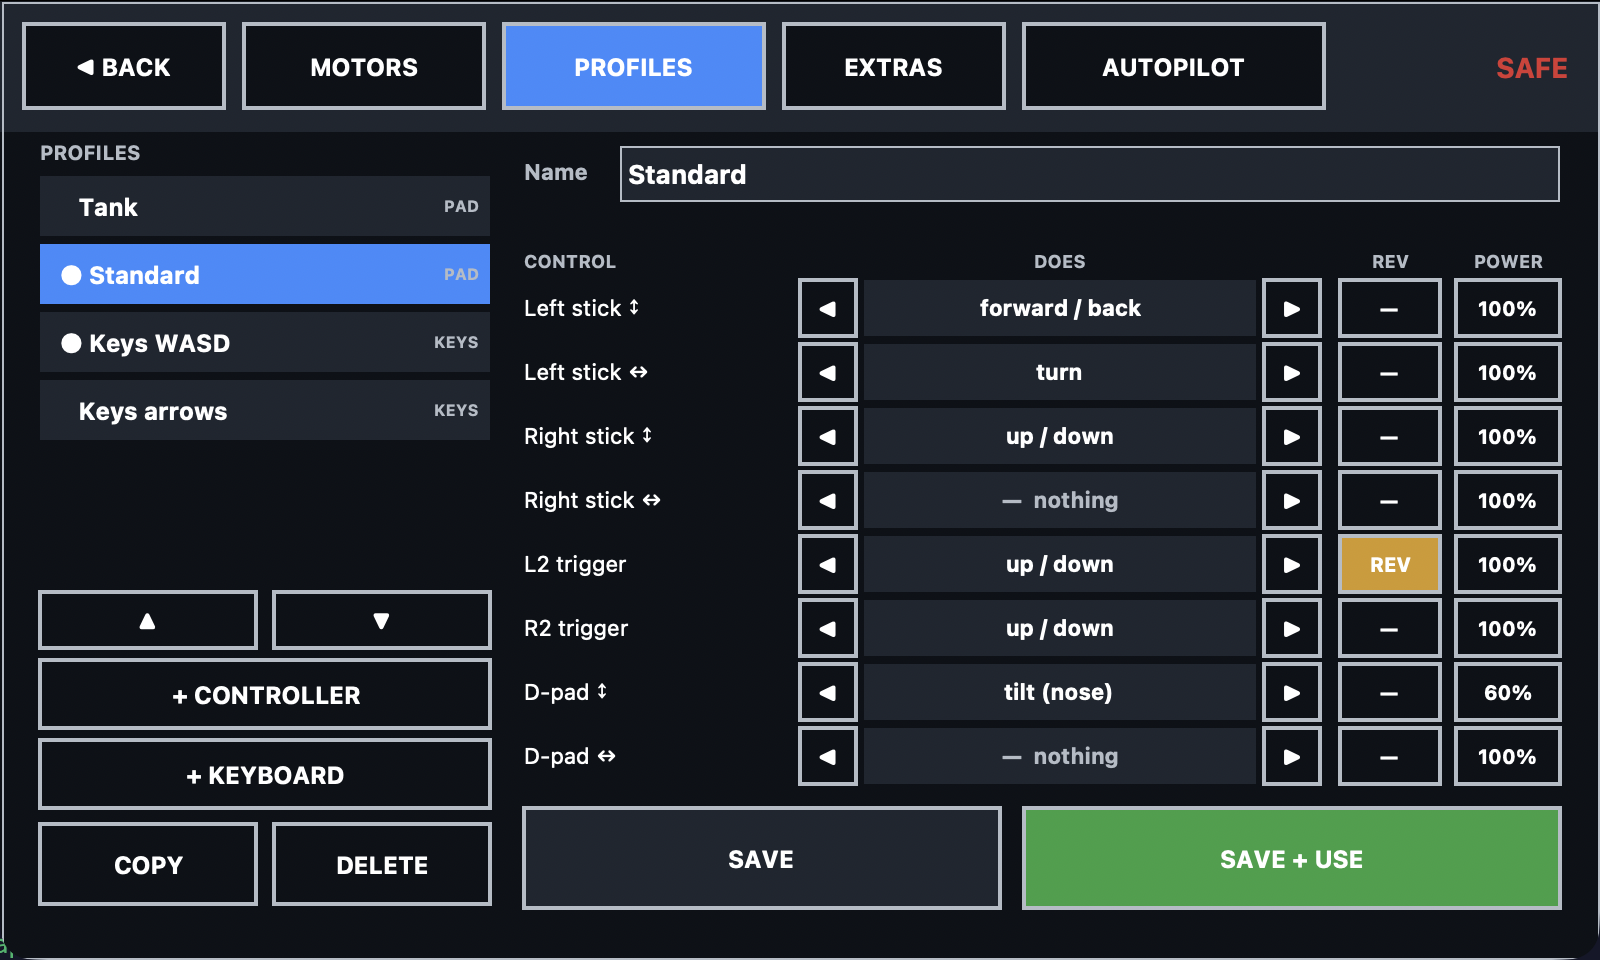 ◀ BACK MOTORS PROFILES EXTRAS AUTOPILOT SAFE
PROFILES
Tank PAD
Standard PAD
Keys WASD KEYS
Keys arrows KEYS
▲ ▼
+ CONTROLLER
+ KEYBOARD
COPY DELETE
Name Standard
CONTROL DOES REV POWER
Left stick ↕ ◀ forward / back ▶ — 100%
Left stick ↔ ◀ turn ▶ — 100%
Right stick ↕ ◀ up / down ▶ — 100%
Right stick ↔ ◀ — nothing ▶ — 100%
L2 trigger ◀ up / down ▶ REV 100%
R2 trigger ◀ up / down ▶ — 100%
D-pad ↕ ◀ tilt (nose) ▶ — 60%
D-pad ↔ ◀ — nothing ▶ — 100%
SAVE SAVE + USE